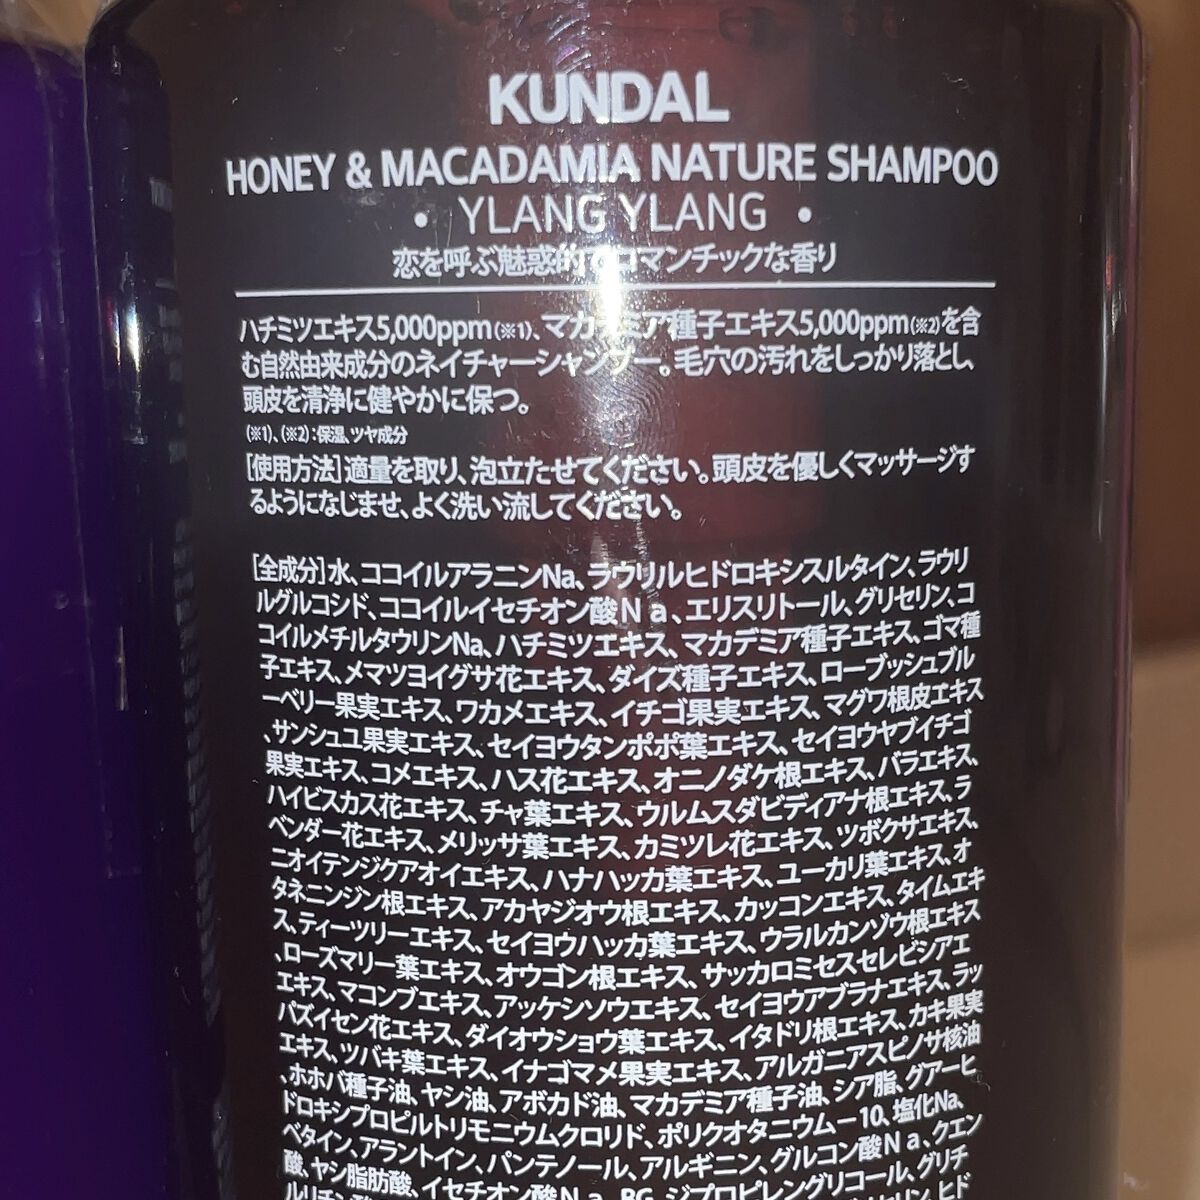 KUNDAL
HONEY & MACADAMIA NATURE SHAMPOO
• YLANG YLANG •
恋を呼ぶ魅惑的でロマンチックな香り
ハチミツエキス5,000ppm(※1)、マカデミア種子エキス5,000ppm(※2)を含
む自然由来成分のネイチャーシャンプー。毛穴の汚れをしっかり落とし、
頭皮を清浄に健やかに保つ。
(※1)、(※2):保湿、ツヤ成分
[使用方法]適量を取り、泡立たせてください。頭皮を優しくマッサージす
るようになじませ、よく洗い流してください。
[全成分]水、ココイルアラニンNa、ラウリルヒドロキシスルタイン、ラウリ
ルグルコシド、ココイルイセチオン酸Ｎａ、エリスリトール、グリセリン、コ
コイルメチルタウリンNa、ハチミツエキス、マカデミア種子エキス、ゴマ種
子エキス、メマツヨイグサ花エキス、ダイズ種子エキス、ローブッシュブル
ーベリー果実エキス、ワカメエキス、イチゴ果実エキス、マグワ根皮エキス
、サンシュユ果実エキス、セイヨウタンポポ葉エキス、セイヨウヤブイチゴ
果実エキス、コメエキス、ハス花エキス、オニノダケ根エキス、バラエキス、
ハイビスカス花エキス、チャ葉エキス、ウルムスダビディアナ根エキス、ラ
ベンダー花エキス、メリッサ葉エキス、カミツレ花エキス、ツボクサエキス、
ニオイテンジクアオイエキス、ハナハッカ葉エキス、ユーカリ葉エキス、オ
タネニンジン根エキス、アカヤジオウ根エキス、カッコンエキス、タイムエキ
ス、ティーツリーエキス、セイヨウハッカ葉エキス、ウラルカンゾウ根エキス
、ローズマリー葉エキス、オウゴン根エキス、サッカロミセスセレビシアエ
エキス、マコンブエキス、アッケシソウエキス、セイヨウアブラナエキス、ラッ
パズイセン花エキス、ダイオウショウ葉エキス、イタドリ根エキス、カキ果実
エキス、ツバキ葉エキス、イナゴマメ果実エキス、アルガニアスピノサ核油
、ホホバ種子油、ヤシ油、アボカド油、マカデミア種子油、シア脂、グアーヒ
ドロキシプロピルトリモニウムクロリド、ポリクオタニウム－10、塩化Na、
ベタイン、アラントイン、パンテノール、アルギニン、グルコン酸Ｎａ、クエン
酸、ヤシ脂肪酸、イセチオン酸Ｎａ、BG、ジプロピレングリコール、グリチ